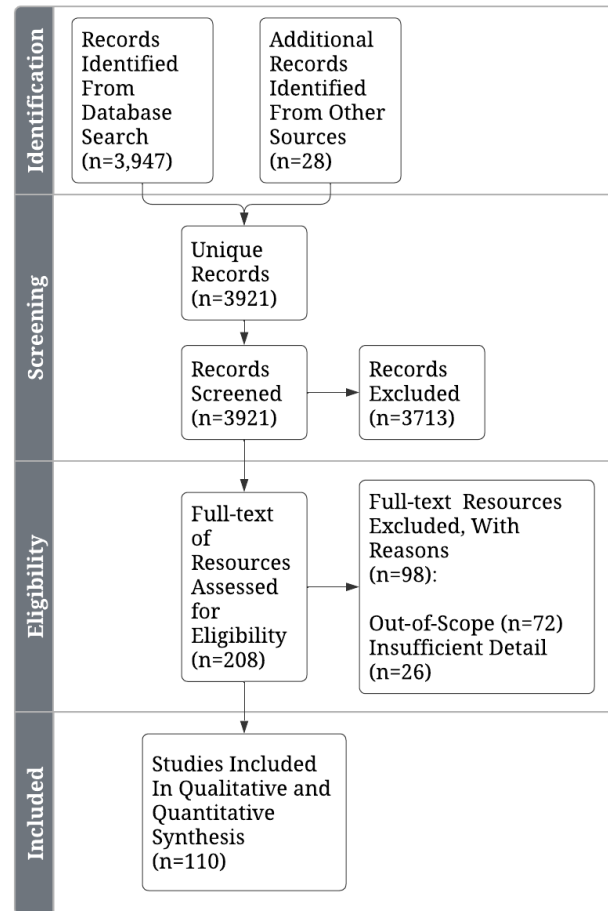 Identification
Records
Identified
From
Database
Search
(n=3,947)
Additional
Records
Identified
From Other
Sources
(n=28)
Screening
Unique
Records
(n=3921)
Records
Screened
(n=3921)
Records
Excluded
(n=3713)
Eligibility
Full-text
of
Resources
Assessed
for
Eligibility
(n=208)
Full-text Resources
Excluded, With
Reasons
(n=98):
Out-of-Scope (n=72)
Insufficient Detail
(n=26)
Included
Studies Included
In Qualitative and
Quantitative
Synthesis
(n=110)